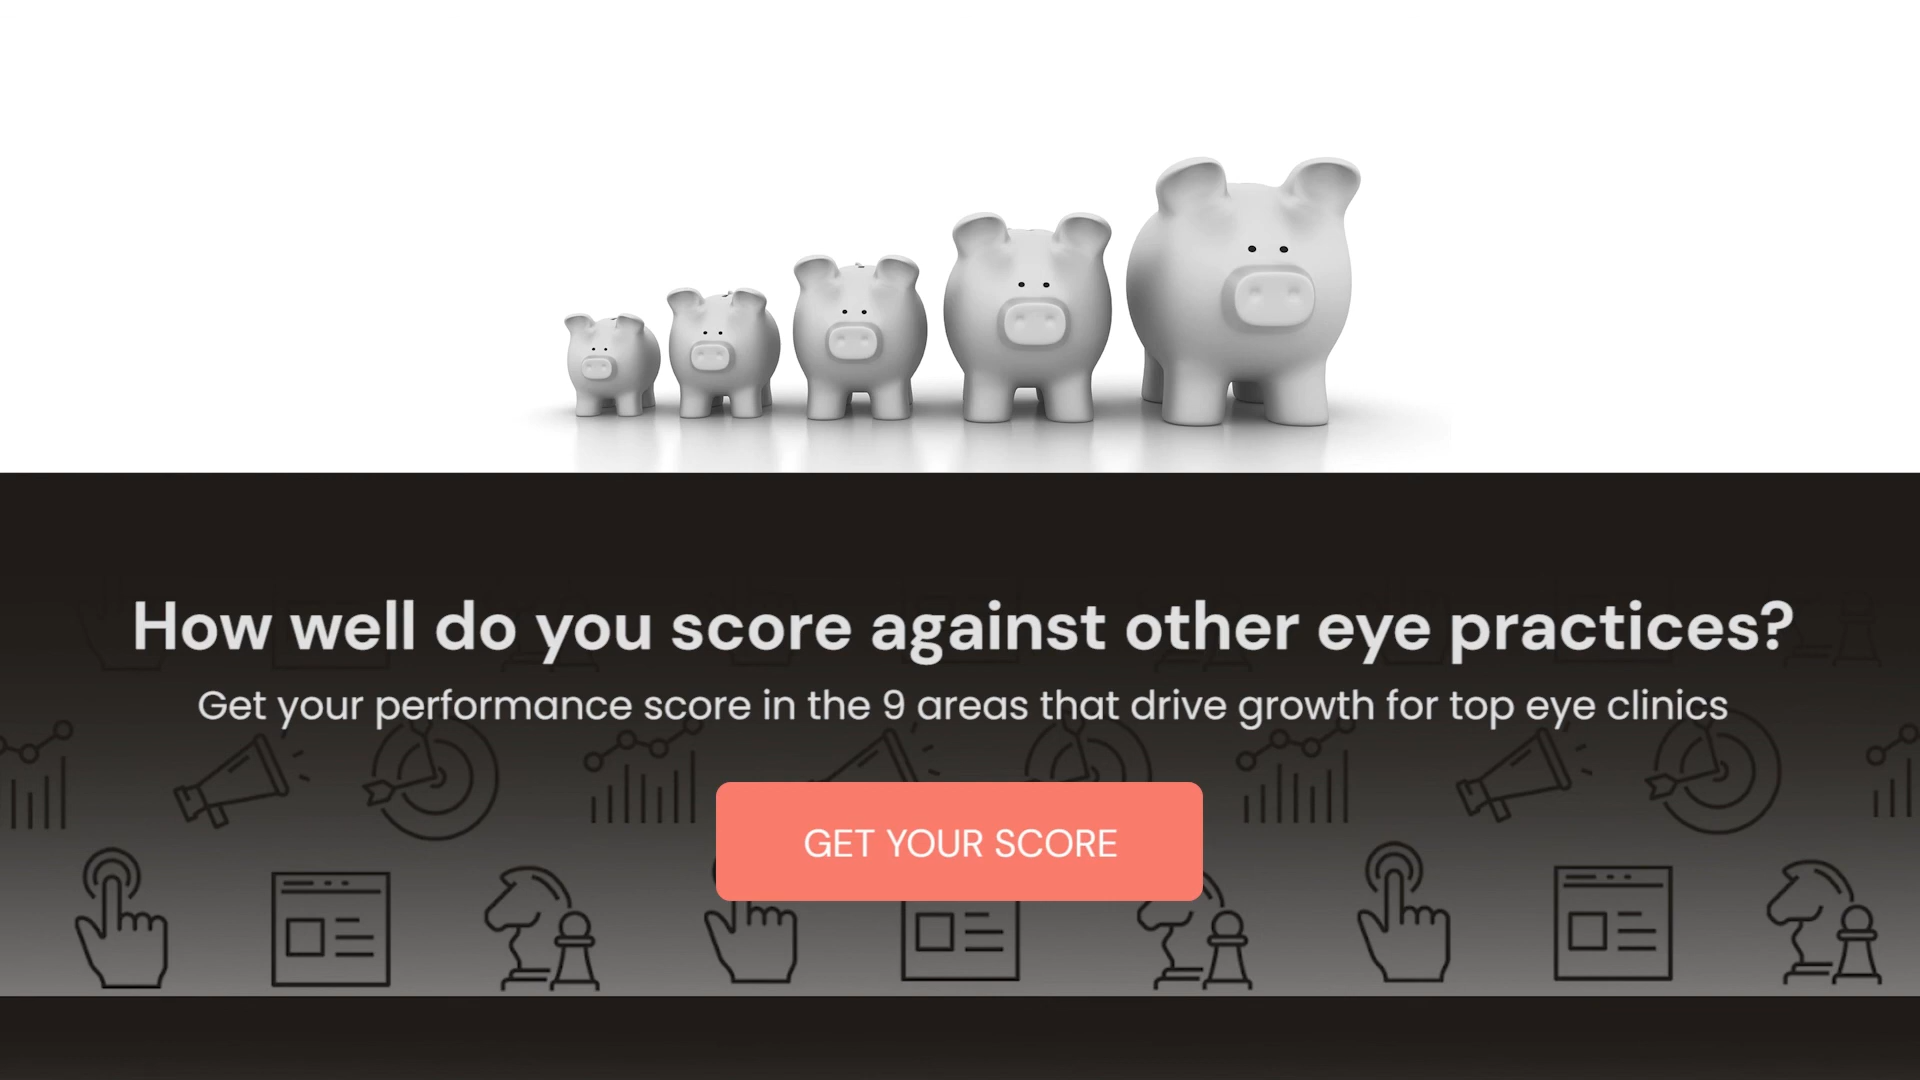 How well do you score against other eye practices?
Get your performance score in the 9 areas that drive growth for top eye clinics
GET YOUR SCORE